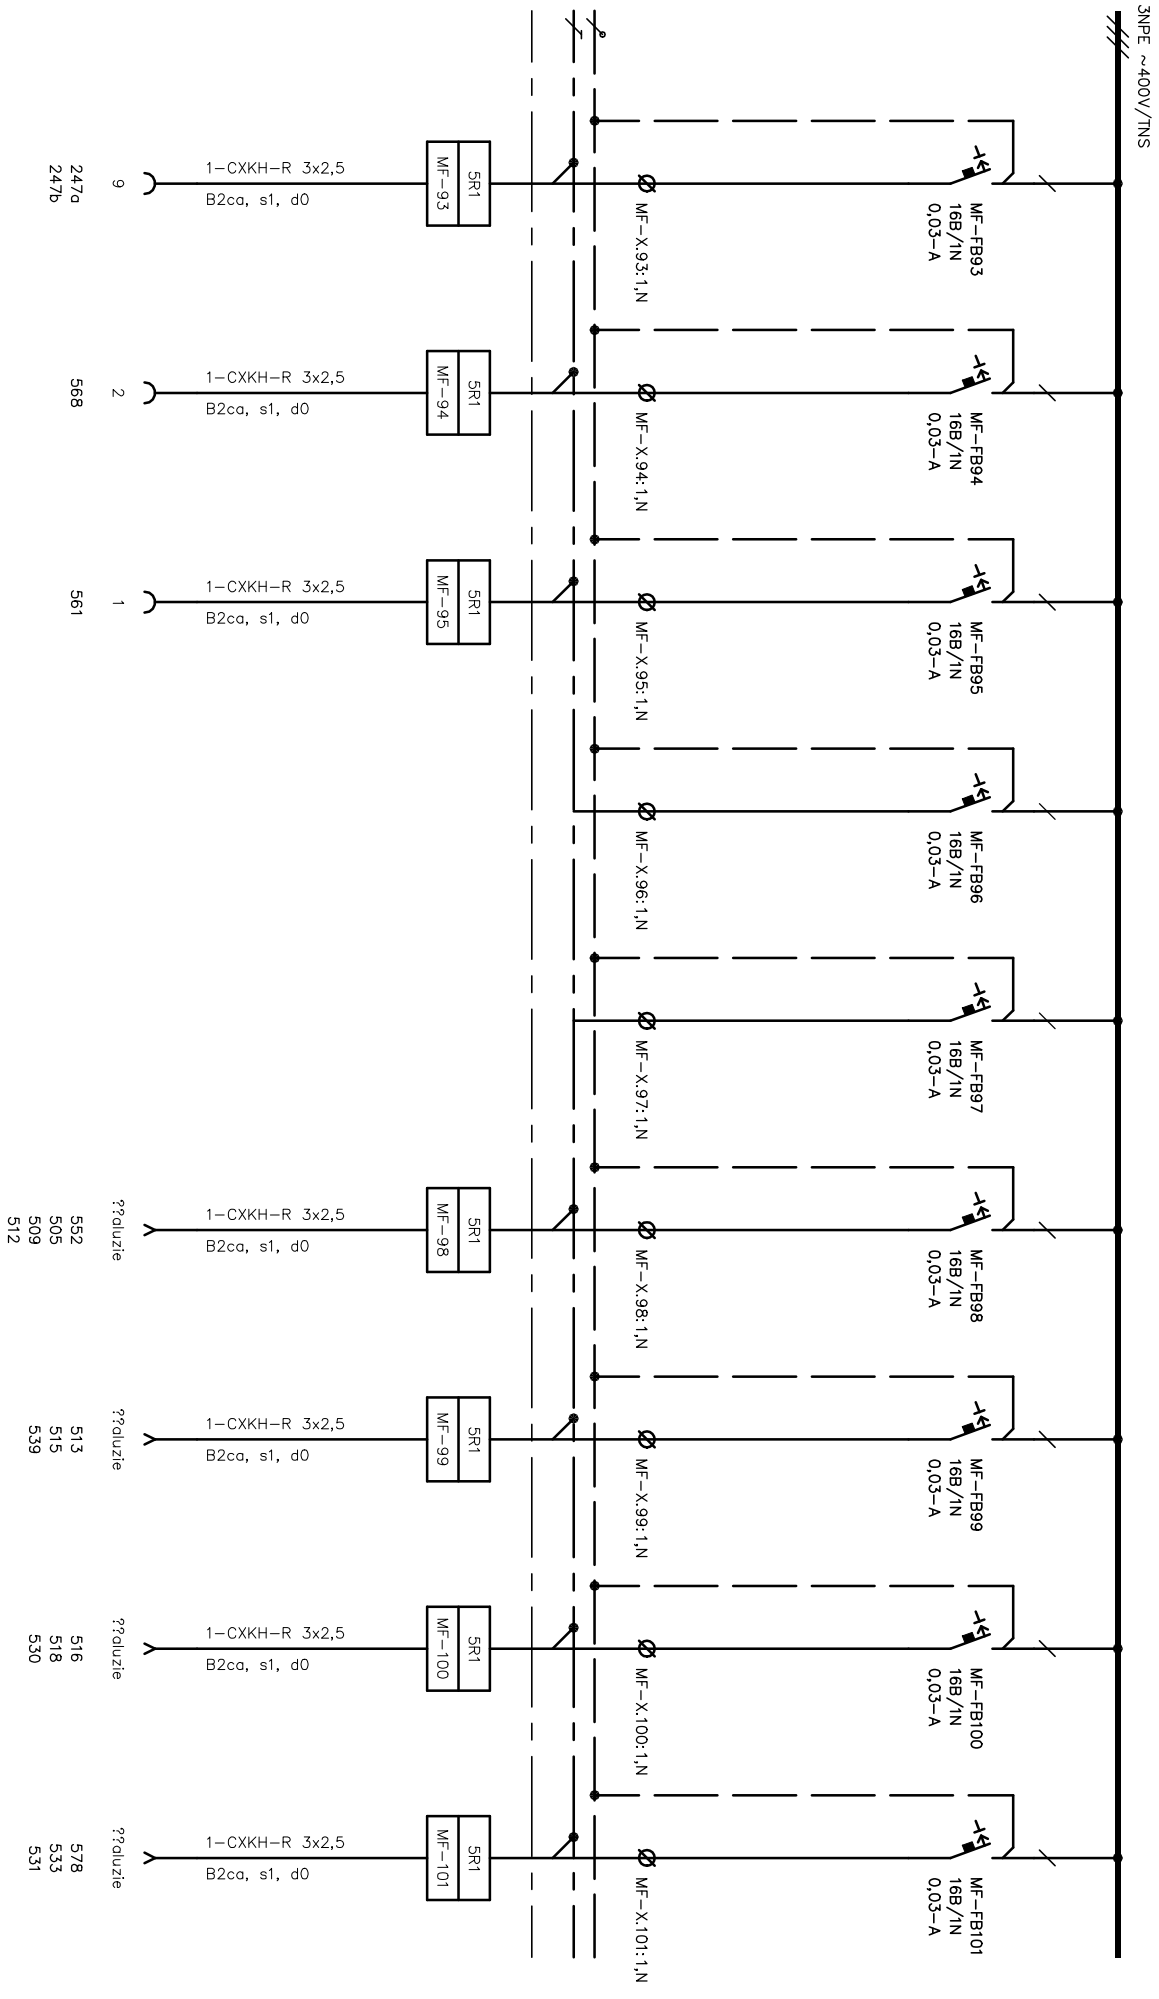 3NPE ~400V/TNS
MF-FB93
16B/1N
0,03-A
MF-X.93:1,N
5R1
MF-93
1-CXKH-R 3x2,5
B2ca, s1, d0
9
247a
247b
MF-FB94
16B/1N
0,03-A
MF-X.94:1,N
5R1
MF-94
1-CXKH-R 3x2,5
B2ca, s1, d0
2
568
MF-FB95
16B/1N
0,03-A
MF-X.95:1,N
5R1
MF-95
1-CXKH-R 3x2,5
B2ca, s1, d0
1
561
MF-FB96
16B/1N
0,03-A
MF-X.96:1,N
MF-FB97
16B/1N
0,03-A
MF-X.97:1,N
MF-FB98
16B/1N
0,03-A
MF-X.98:1,N
5R1
MF-98
1-CXKH-R 3x2,5
B2ca, s1, d0
??aluzie
552
505
509
512
MF-FB99
16B/1N
0,03-A
MF-X.99:1,N
5R1
MF-99
1-CXKH-R 3x2,5
B2ca, s1, d0
??aluzie
513
515
539
MF-FB100
16B/1N
0,03-A
MF-X.100:1,N
5R1
MF-100
1-CXKH-R 3x2,5
B2ca, s1, d0
??aluzie
516
518
530
MF-FB101
16B/1N
0,03-A
MF-X.101:1,N
5R1
MF-101
1-CXKH-R 3x2,5
B2ca, s1, d0
??aluzie
578
533
531